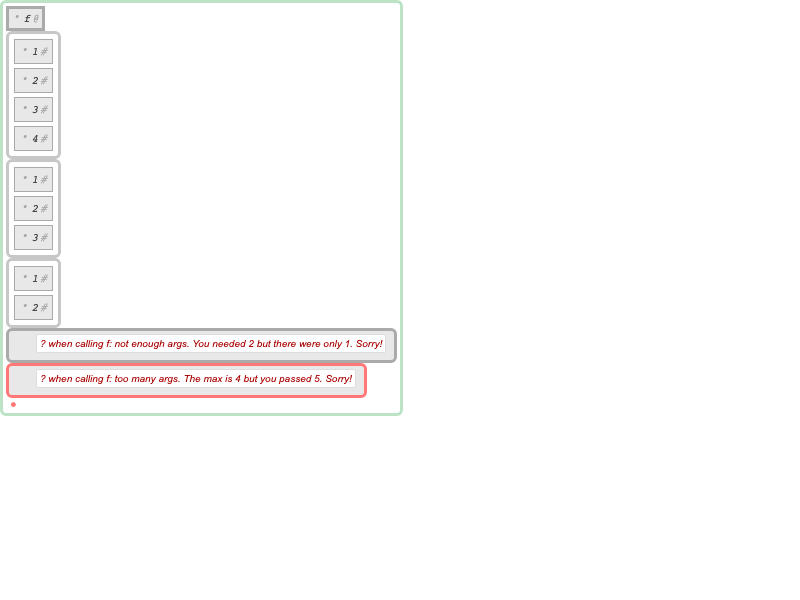 " f @
" 1 #
" 2 #
" 3 #
" 4 #
" 1 #
" 2 #
" 3 #
" 1 #
" 2 #
? when calling f: not enough args. You needed 2 but there were only 1. Sorry!
? when calling f: too many args. The max is 4 but you passed 5. Sorry!